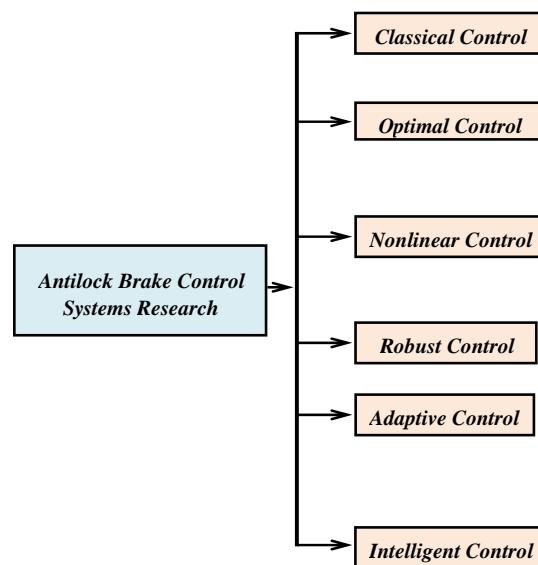 Classical Control
Optimal Control
Nonlinear Control
Antilock Brake Control
Systems Research
Robust Control
Adaptive Control
Intelligent Control